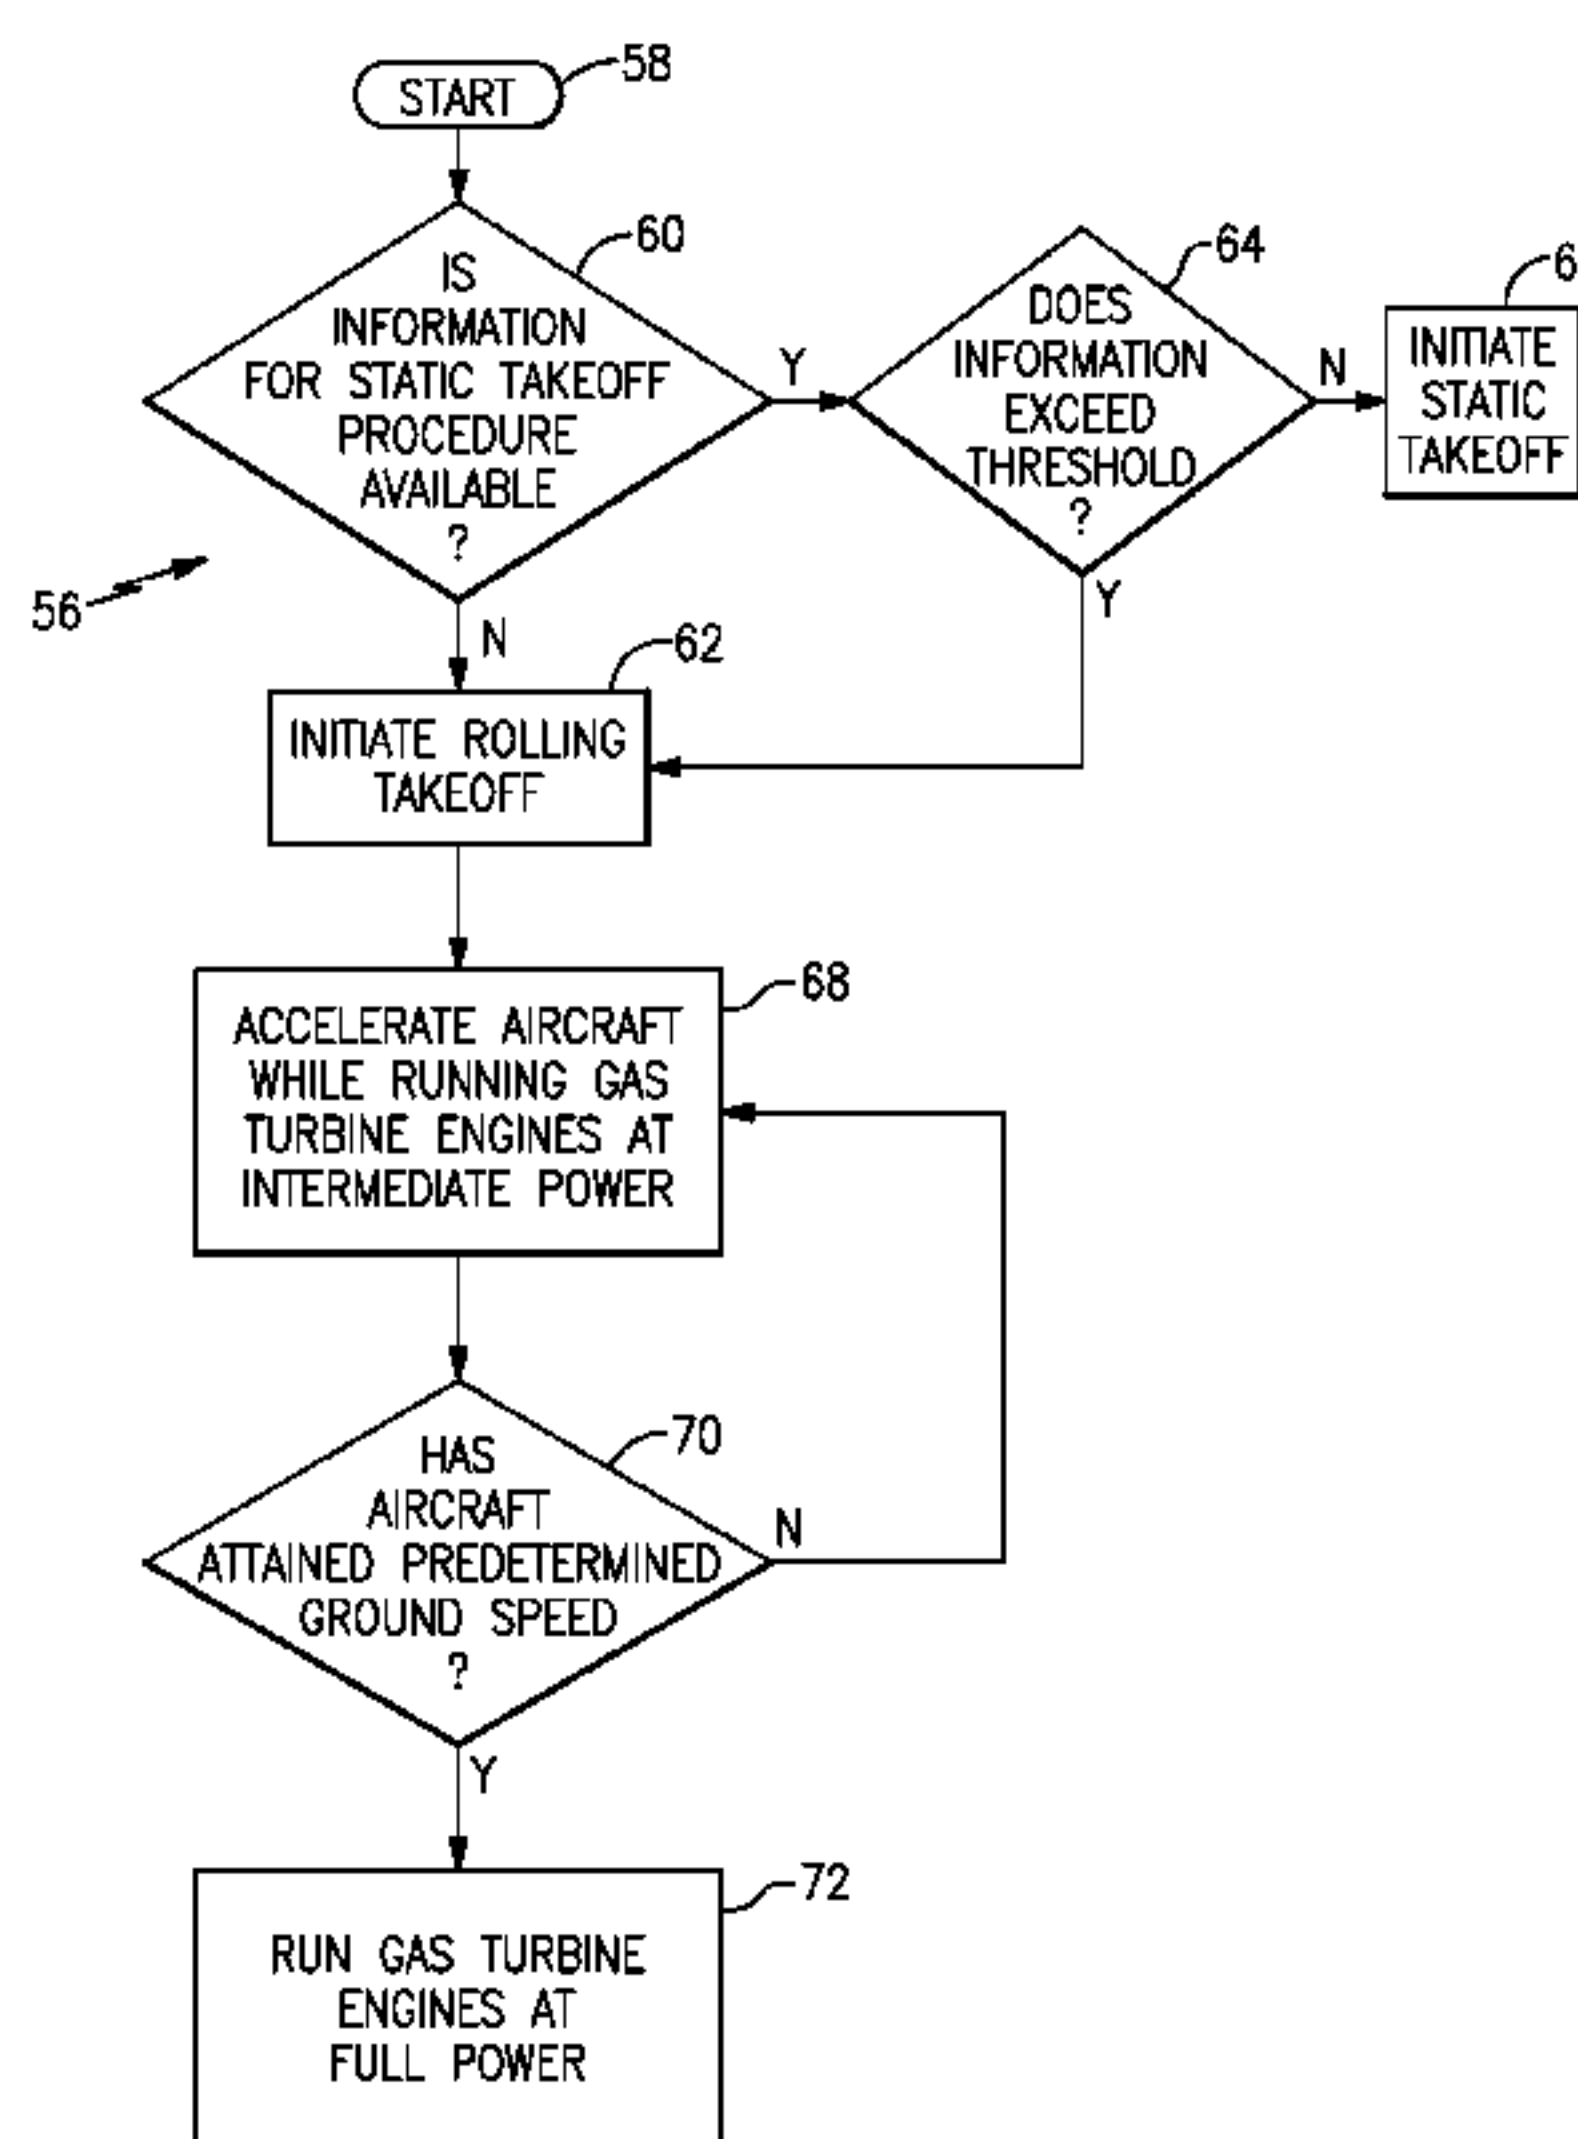 START
58
IS
INFORMATION
FOR STATIC TAKEOFF
PROCEDURE
AVAILABLE
?
60
Y
N
DOES
INFORMATION
EXCEED
THRESHOLD
?
64
N
Y
INITIATE
STATIC
TAKEOFF
56
INITIATE ROLLING
TAKEOFF
62
ACCELERATE AIRCRAFT
WHILE RUNNING GAS
TURBINE ENGINES AT
INTERMEDIATE POWER
68
HAS
AIRCRAFT
ATTAINED PREDETERMINED
GROUND SPEED
?
70
N
Y
RUN GAS TURBINE
ENGINES AT
FULL POWER
72